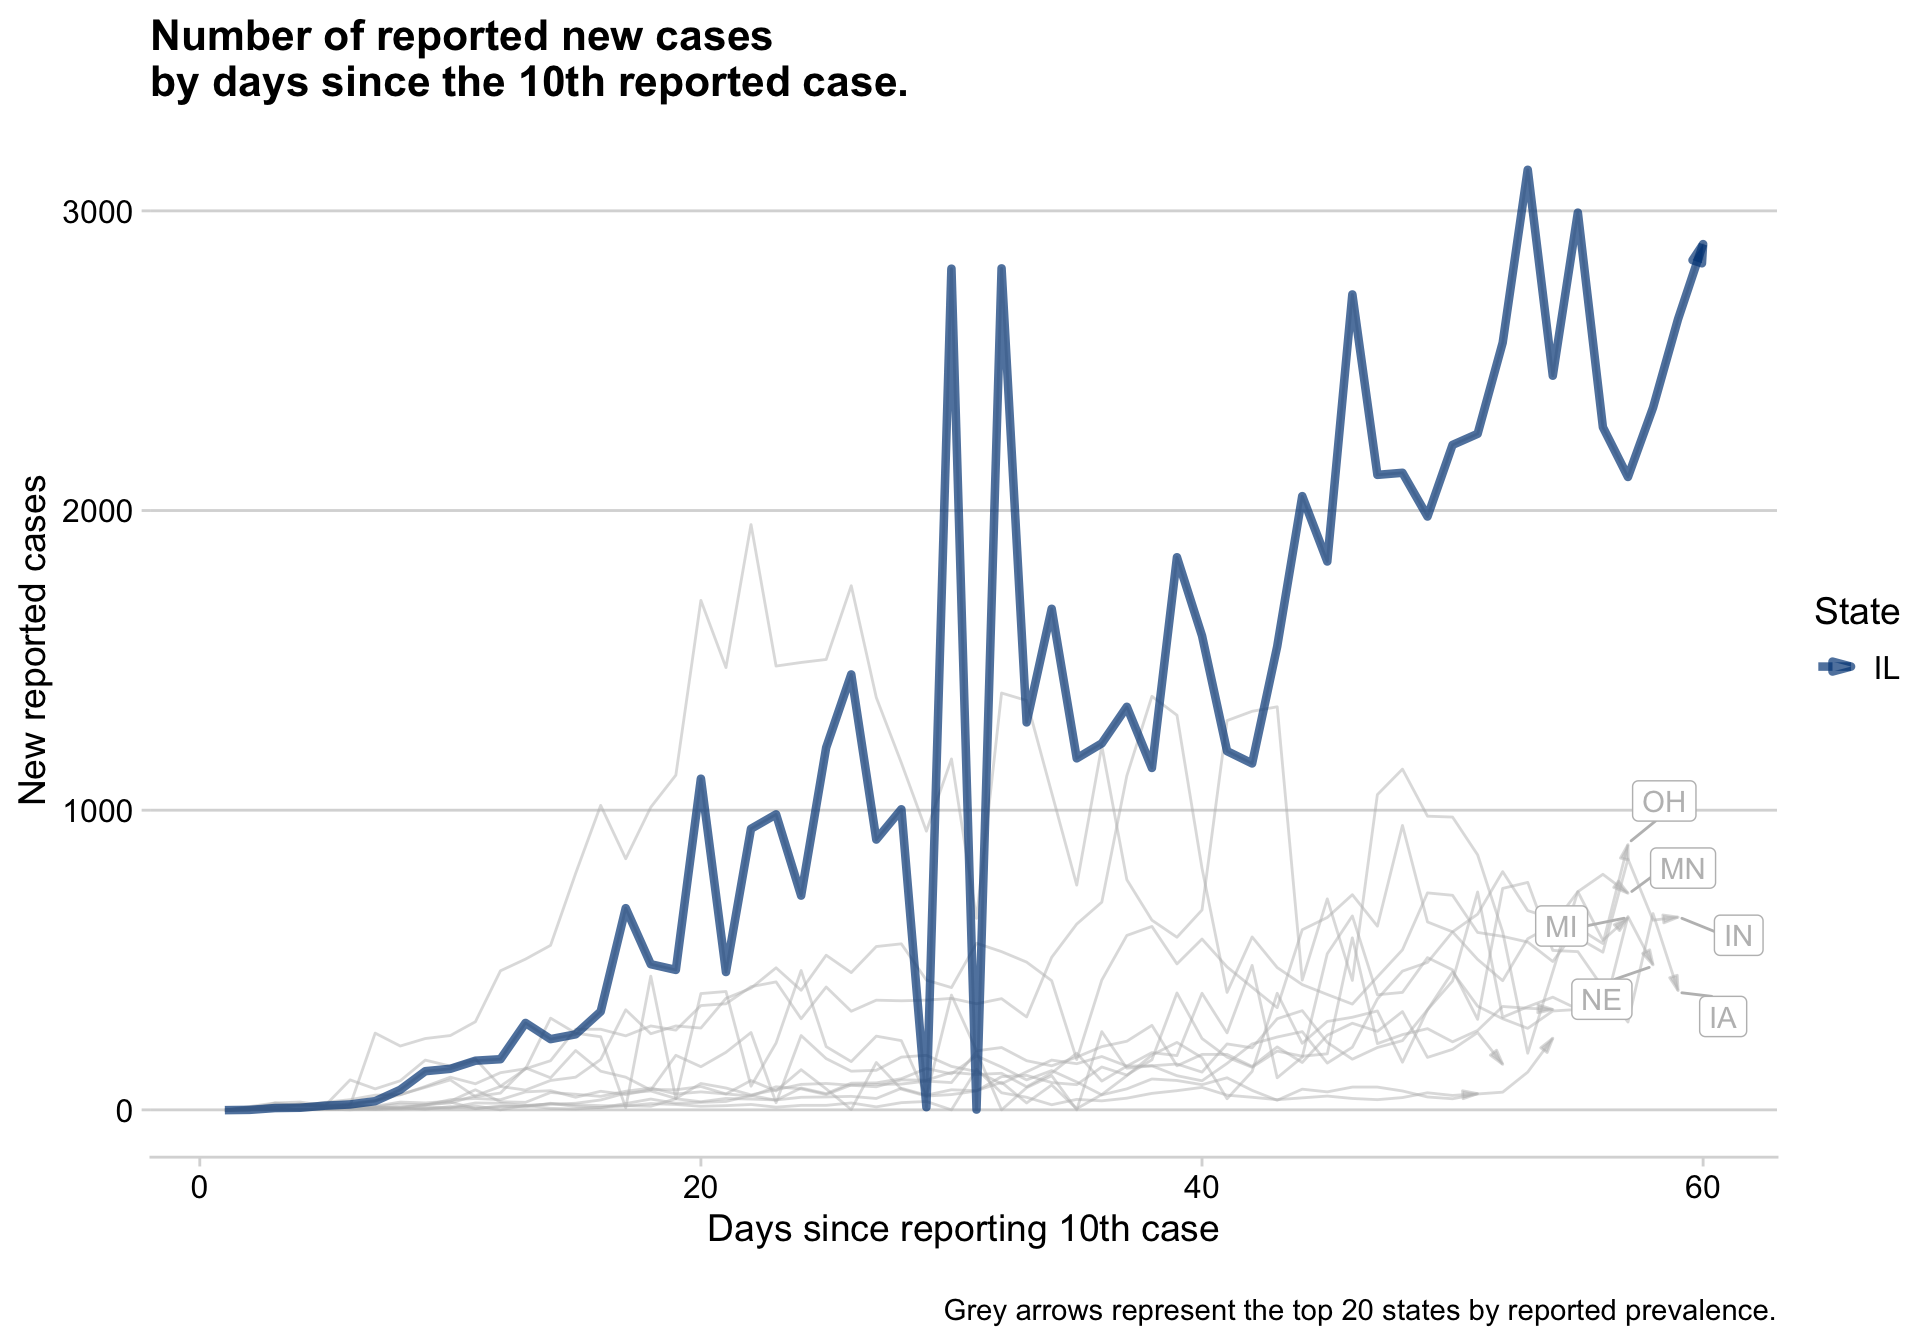 Number of reported new cases
by days since the 10th reported case.
New reported cases
3000
2000
1000
0
OH
MN
MI
IN
NE
IA
State
IL
0
20
40
60
Days since reporting 10th case
Grey arrows represent the top 20 states by reported prevalence.